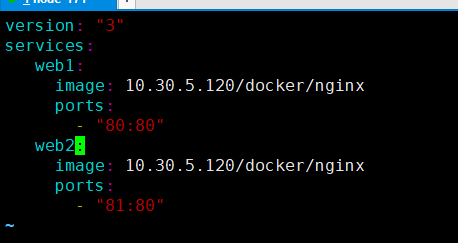 version: "3"
services:
   web1:
     image: 10.30.5.120/docker/nginx
     ports:
       - "80:80"
   web2:
     image: 10.30.5.120/docker/nginx
     ports:
       - "81:80"
~